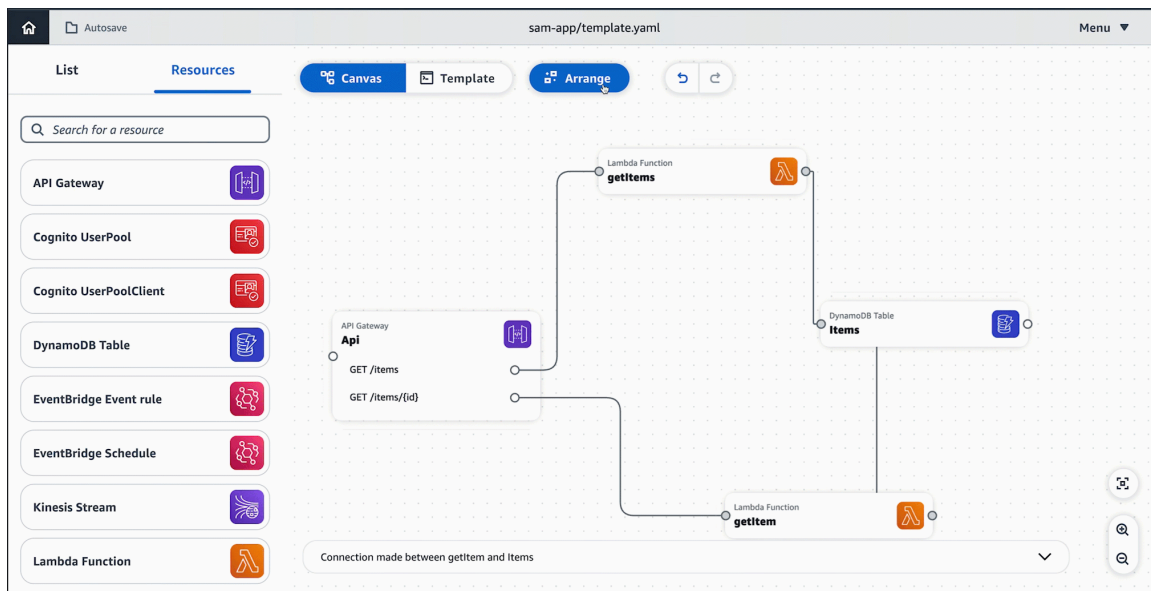 Autosave
sam-app/template.yaml
Menu
List
Resources
Canvas
Template
Arrange
Search for a resource
API Gateway
Cognito UserPool
Cognito UserPoolClient
DynamoDB Table
EventBridge Event rule
EventBridge Schedule
Kinesis Stream
Lambda Function
Lambda Function
getItems
API Gateway
Api
GET /items
GET /items/{id}
DynamoDB Table
Items
Lambda Function
getItem
Connection made between getItem and Items